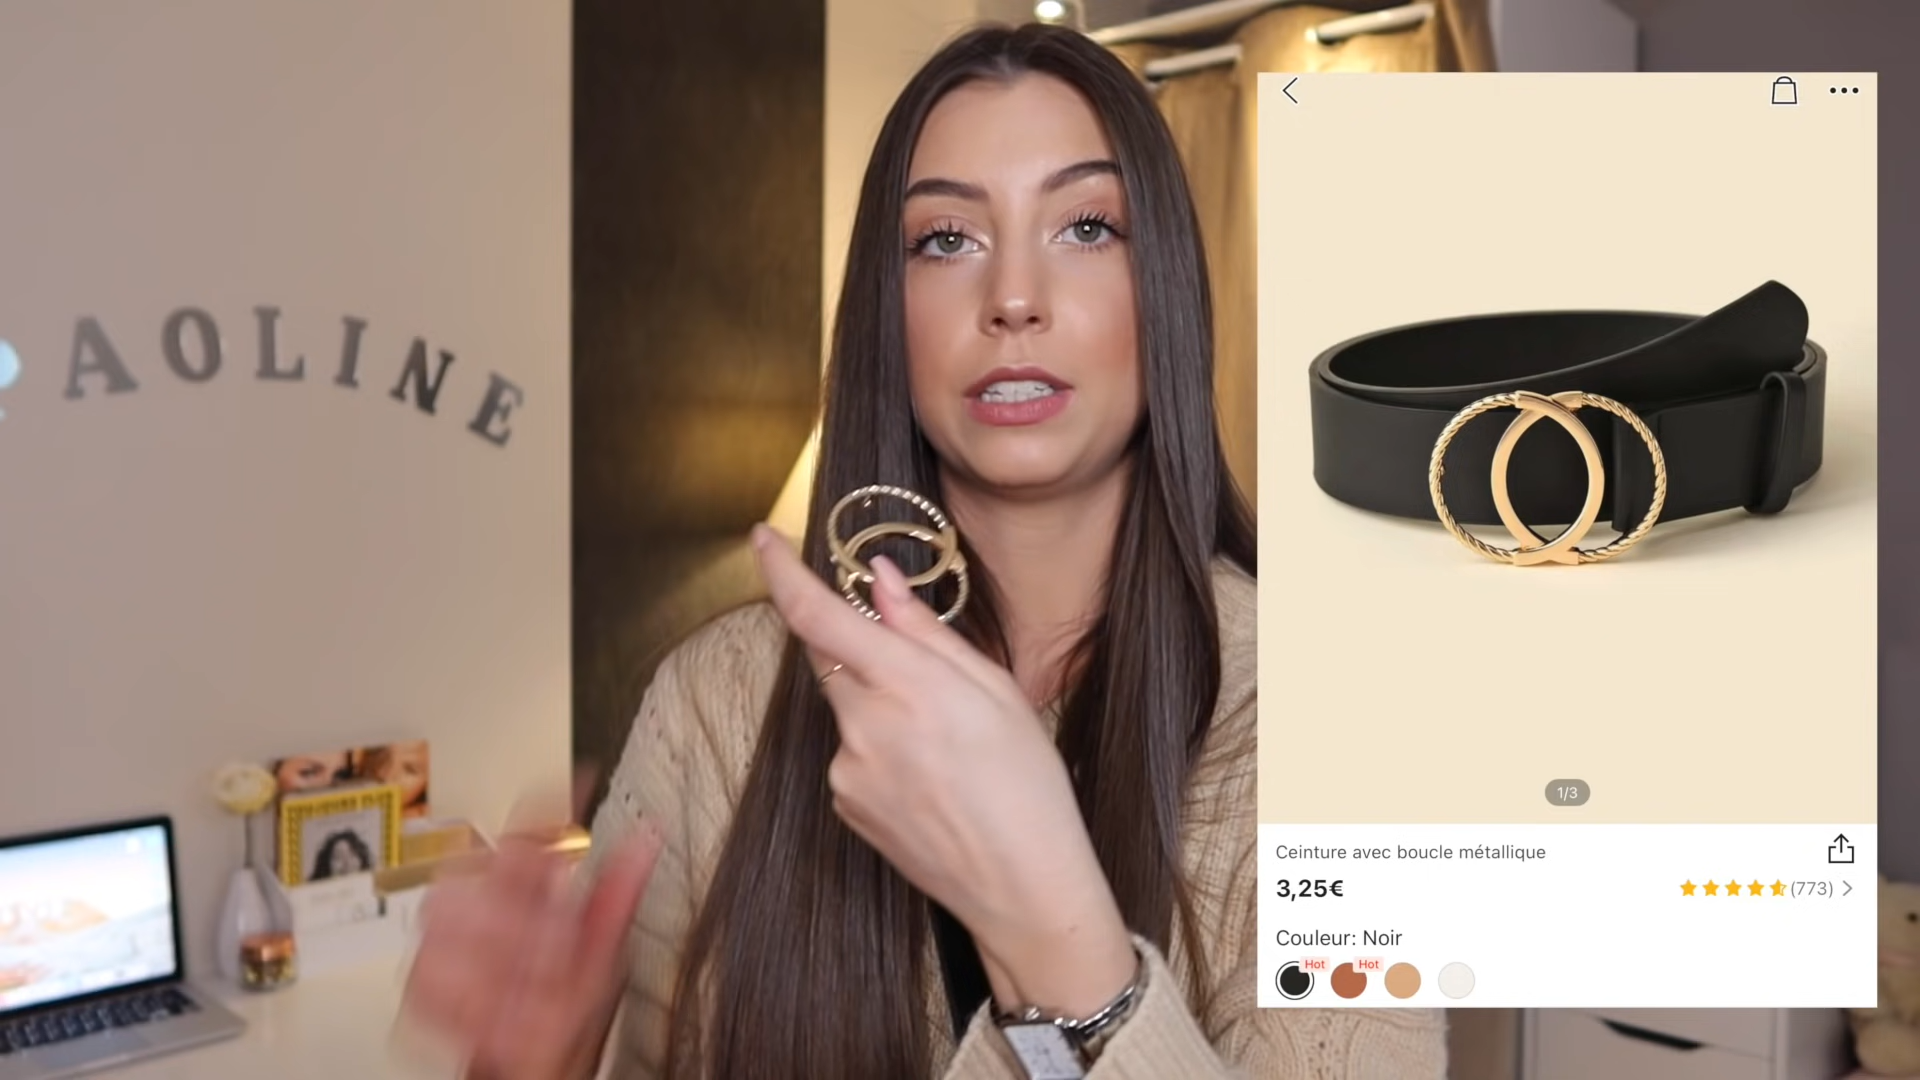 AOLINE
1/3
Ceinture avec boucle métallique
3,25€
(773)
Couleur: Noir
Hot Hot